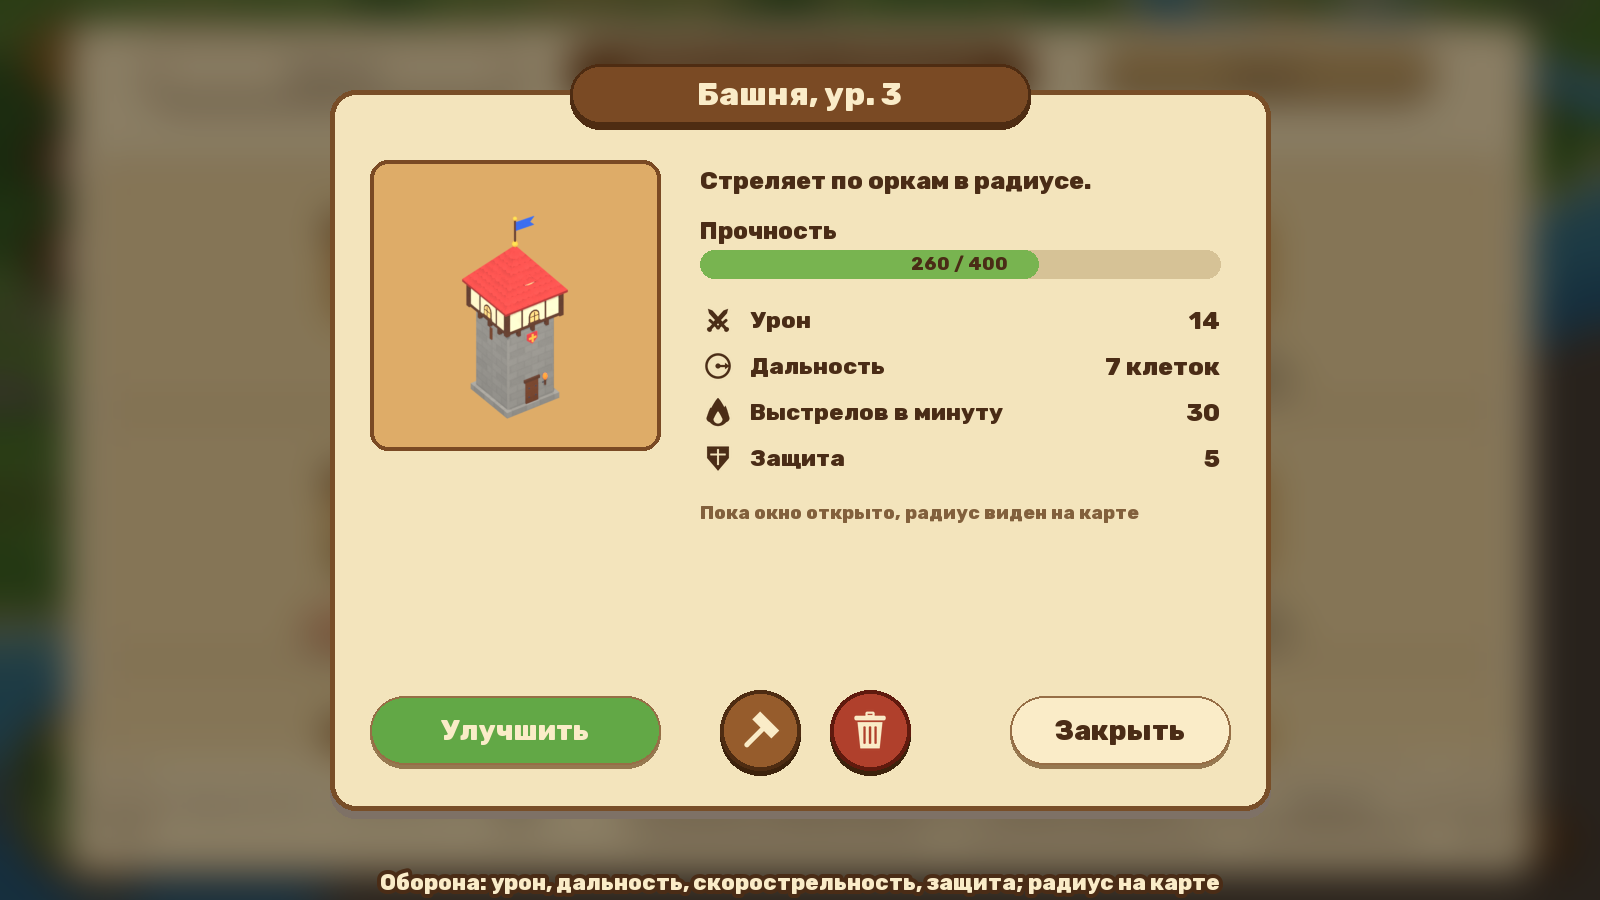 Башня, ур. 3
Стреляет по оркам в радиусе.
Прочность
260 / 400
Урон 14
Дальность 7 клеток
Выстрелов в минуту 30
Защита 5
Пока окно открыто, радиус виден на карте
Улучшить
Закрыть
Оборона: урон, дальность, скорострельность, защита; радиус на карте